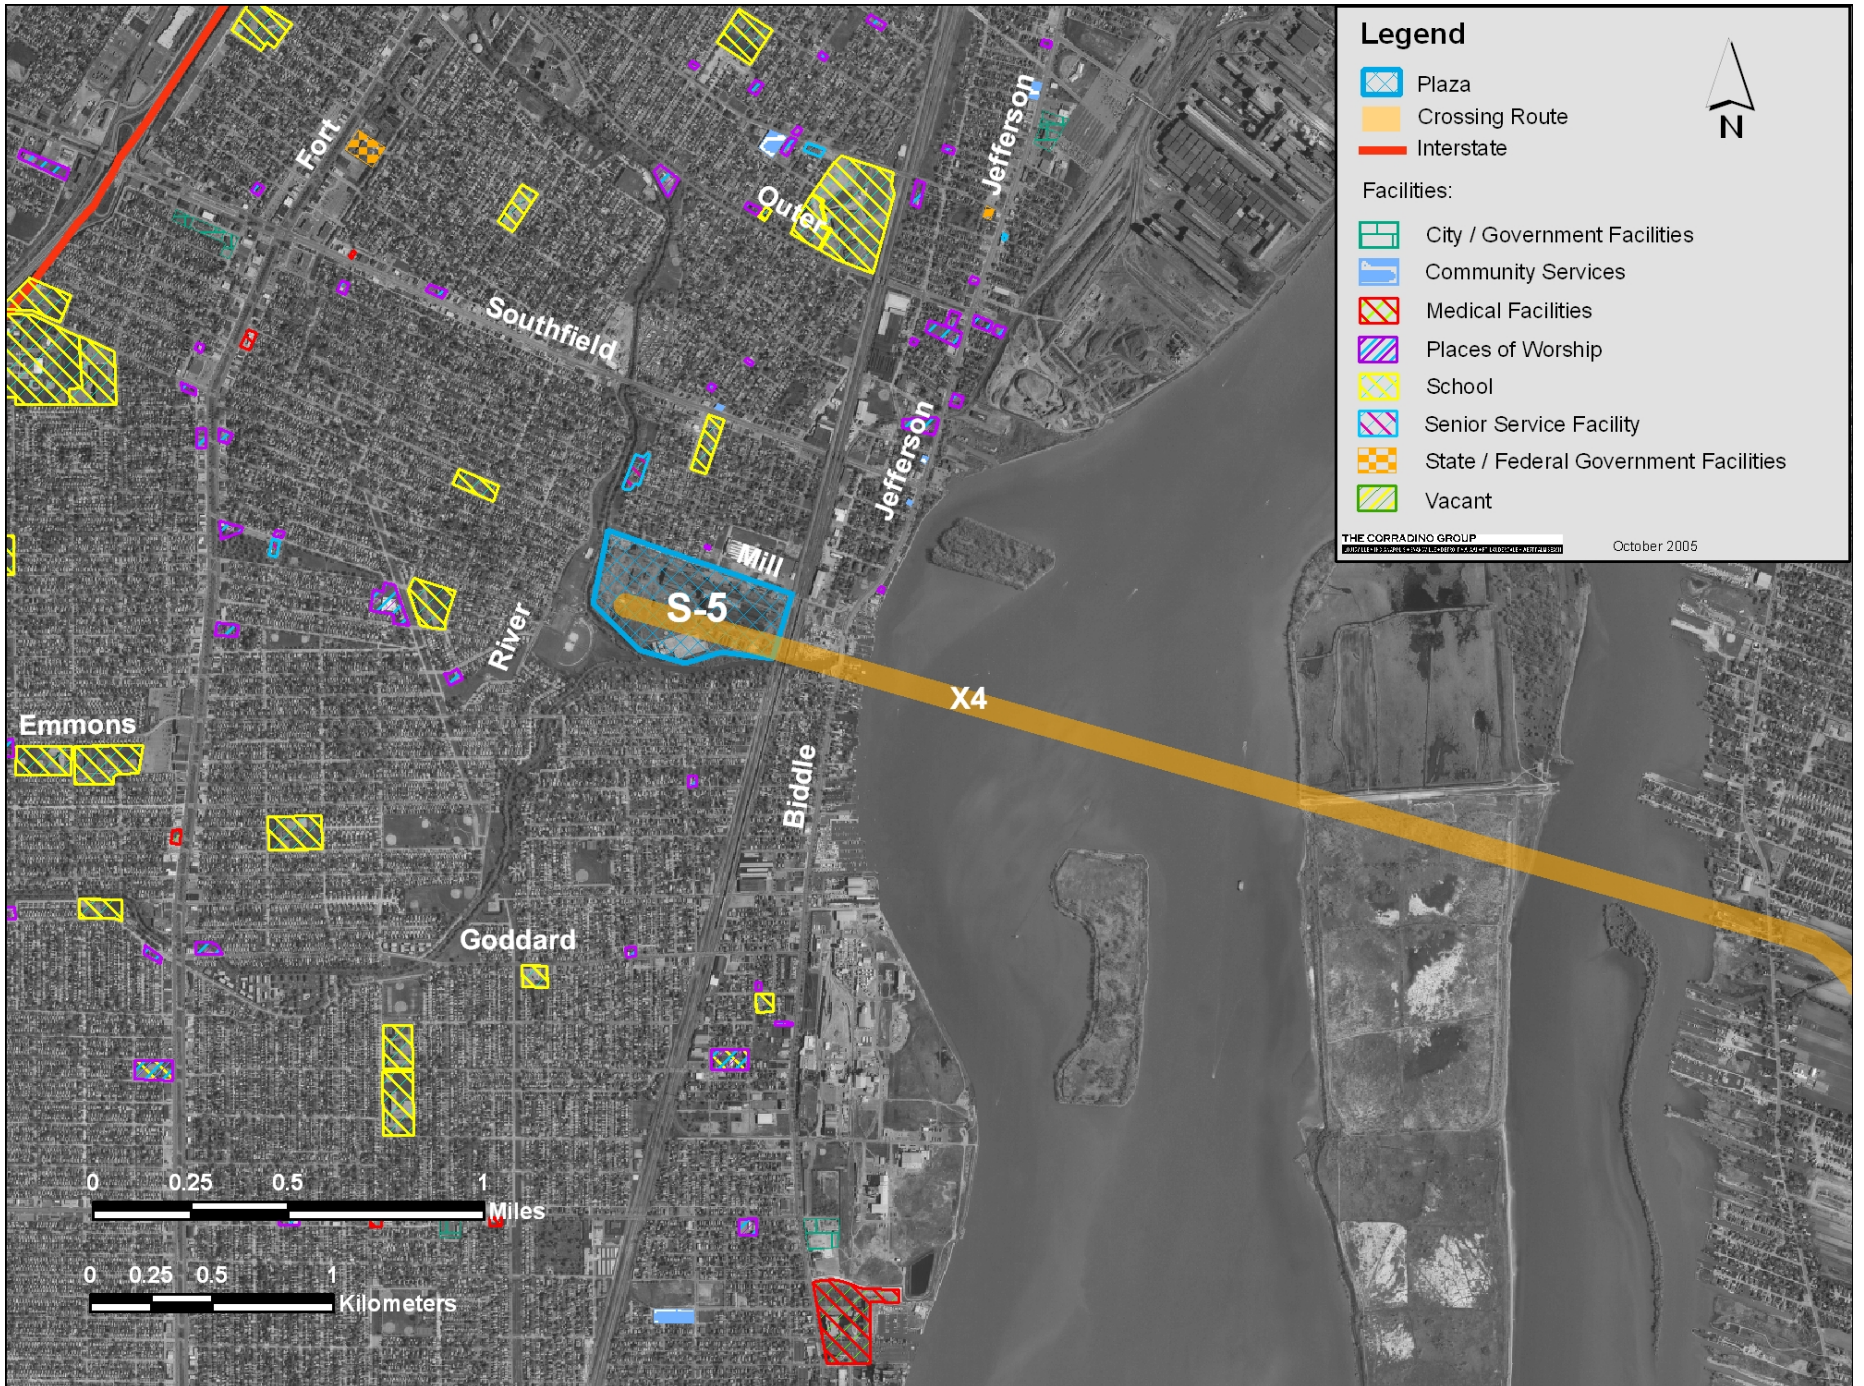 Legend
Plaza
Crossing Route
Interstate
N
Facilities:
City / Government Facilities
Community Services
Medical Facilities
Places of Worship
School
Senior Service Facility
State / Federal Government Facilities
Vacant
THE CORRADINO GROUP
October 2005
Fort
Jefferson
Outer
Southfield
Jefferson
Mill
S-5
River
X4
Emmons
Biddle
Goddard
0 0.25 0.5 1
Miles
0 0.25 0.5 1
Kilometers